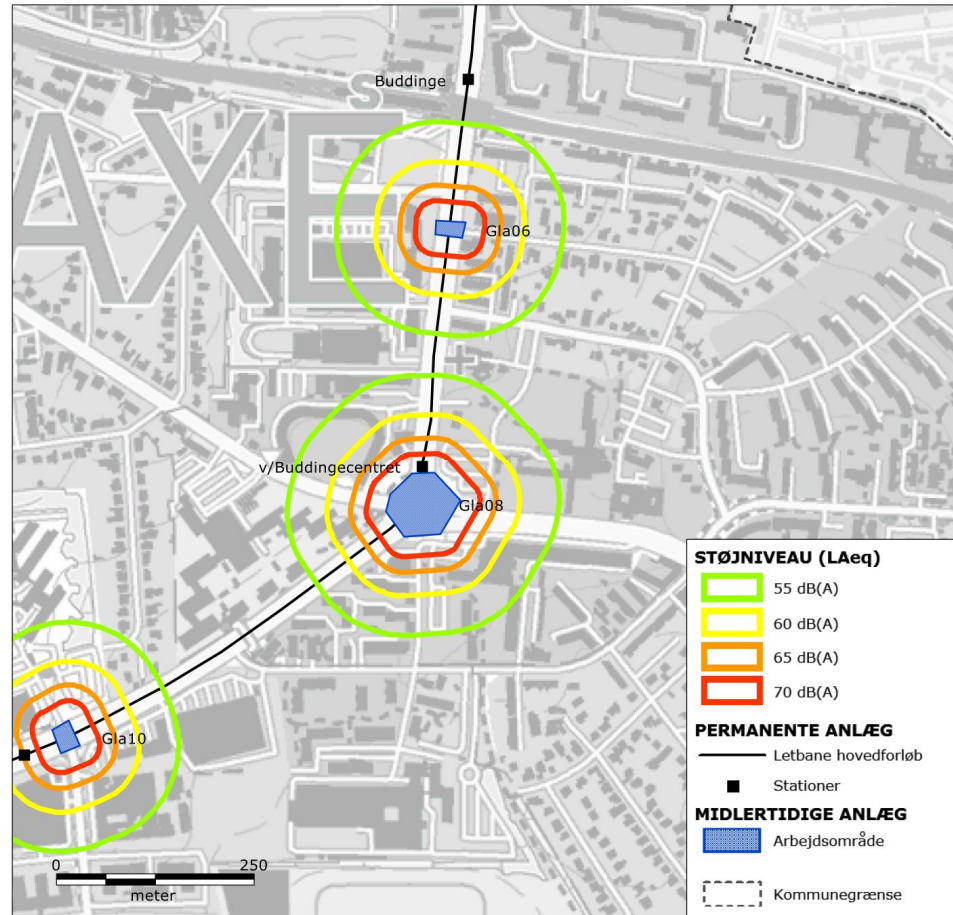 Buddinge
S
AXE
Gla06
v/Buddingecentret
Gla08
Gla10
0 250
meter
STØJNIVEAU (LAeq)
55 dB(A)
60 dB(A)
65 dB(A)
70 dB(A)
PERMANENTE ANLÆG
Letbane hovedforløb
Stationer
MIDLERTIDIGE ANLÆG
Arbejdsområde
Kommunegrænse